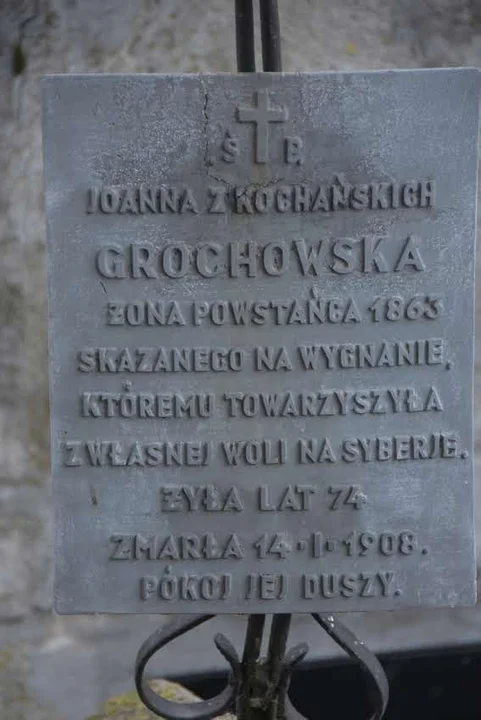 Ś P.
JOANNA Z KOCHAŃSKICH
GROCHOWSKA
ŻONA POWSTAŃCA 1863
SKAZANEGO NA WYGNANIE,
KTÓREMU TOWARZYSZYŁA
Z WŁASNEJ WOLI NA SYBERJE.
ŻYŁA LAT 74
ZMARŁA 14·I·1908.
POKÓJ JEJ DUSZY.